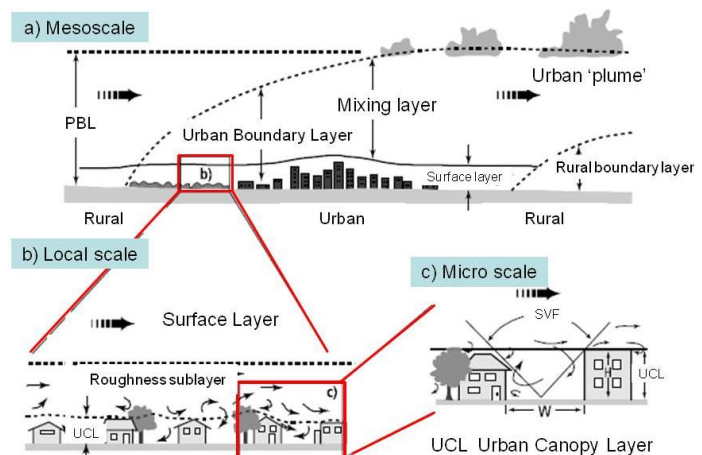 a) Mesoscale
Urban 'plume'
Mixing layer
PBL
Urban Boundary Layer
b)
Surface layer
Rural boundary layer
Rural
Urban
Rural
b) Local scale
Surface Layer
Roughness sublayer
c)
UCL
c) Micro scale
SVF
H
UCL
W
UCL Urban Canopy Layer